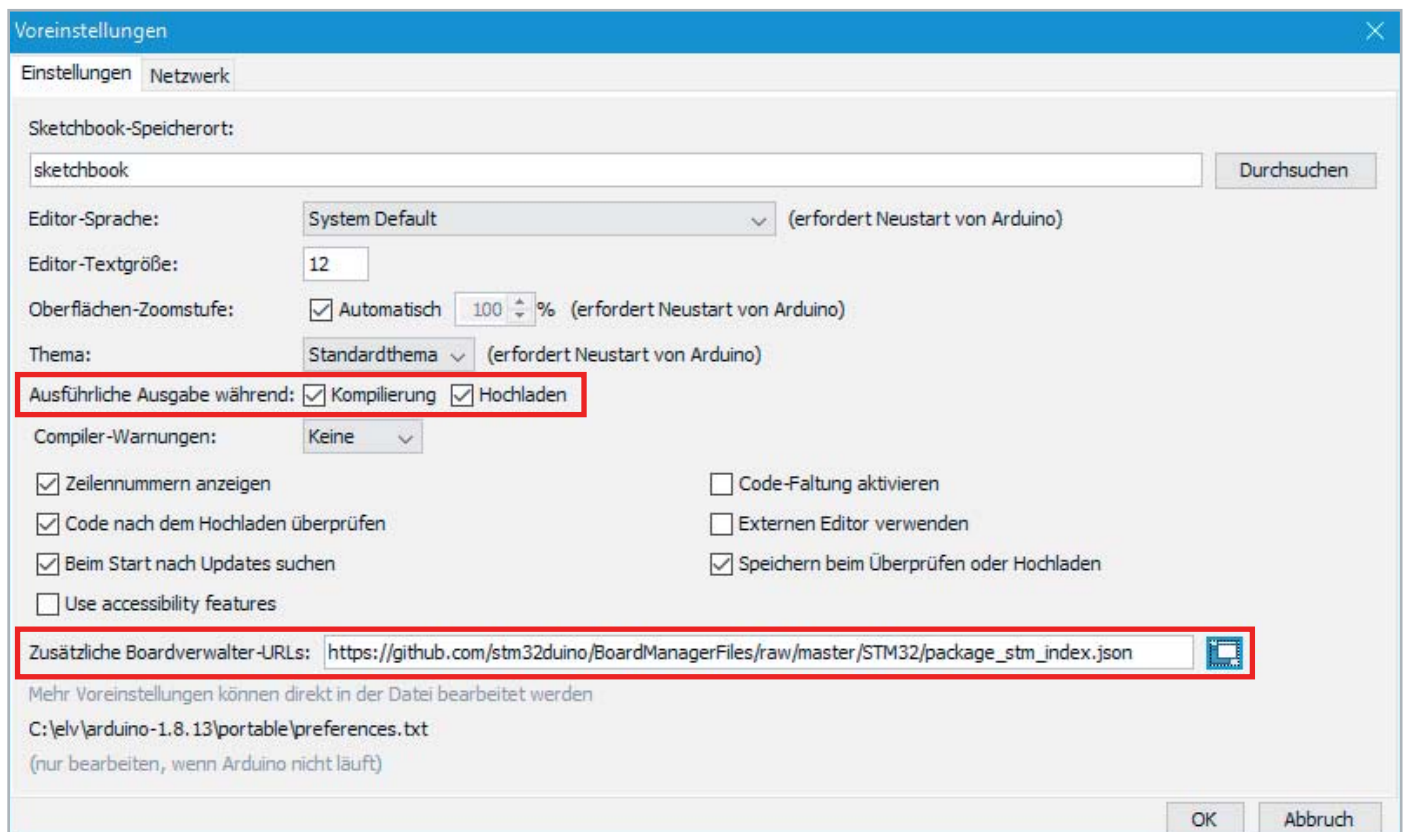 Voreinstellungen
Einstellungen Netzwerk
Sketchbook-Speicherort:
sketchbook Durchsuchen
Editor-Sprache: System Default (erfordert Neustart von Arduino)
Editor-Textgröße: 12
Oberflächen-Zoomstufe: Automatisch 100 % (erfordert Neustart von Arduino)
Thema: Standardthema (erfordert Neustart von Arduino)
Ausführliche Ausgabe während: Kompilierung Hochladen
Compiler-Warnungen: Keine
Zeilennummern anzeigen Code-Faltung aktivieren
Code nach dem Hochladen überprüfen Externen Editor verwenden
Beim Start nach Updates suchen Speichern beim Überprüfen oder Hochladen
Use accessibility features
Zusätzliche Boardverwalter-URLs: https://github.com/stm32duino/BoardManagerFiles/raw/master/STM32/package_stm_index.json
Mehr Voreinstellungen können direkt in der Datei bearbeitet werden
C:\elv\arduino-1.8.13\portable\preferences.txt
(nur bearbeiten, wenn Arduino nicht läuft)
OK Abbruch